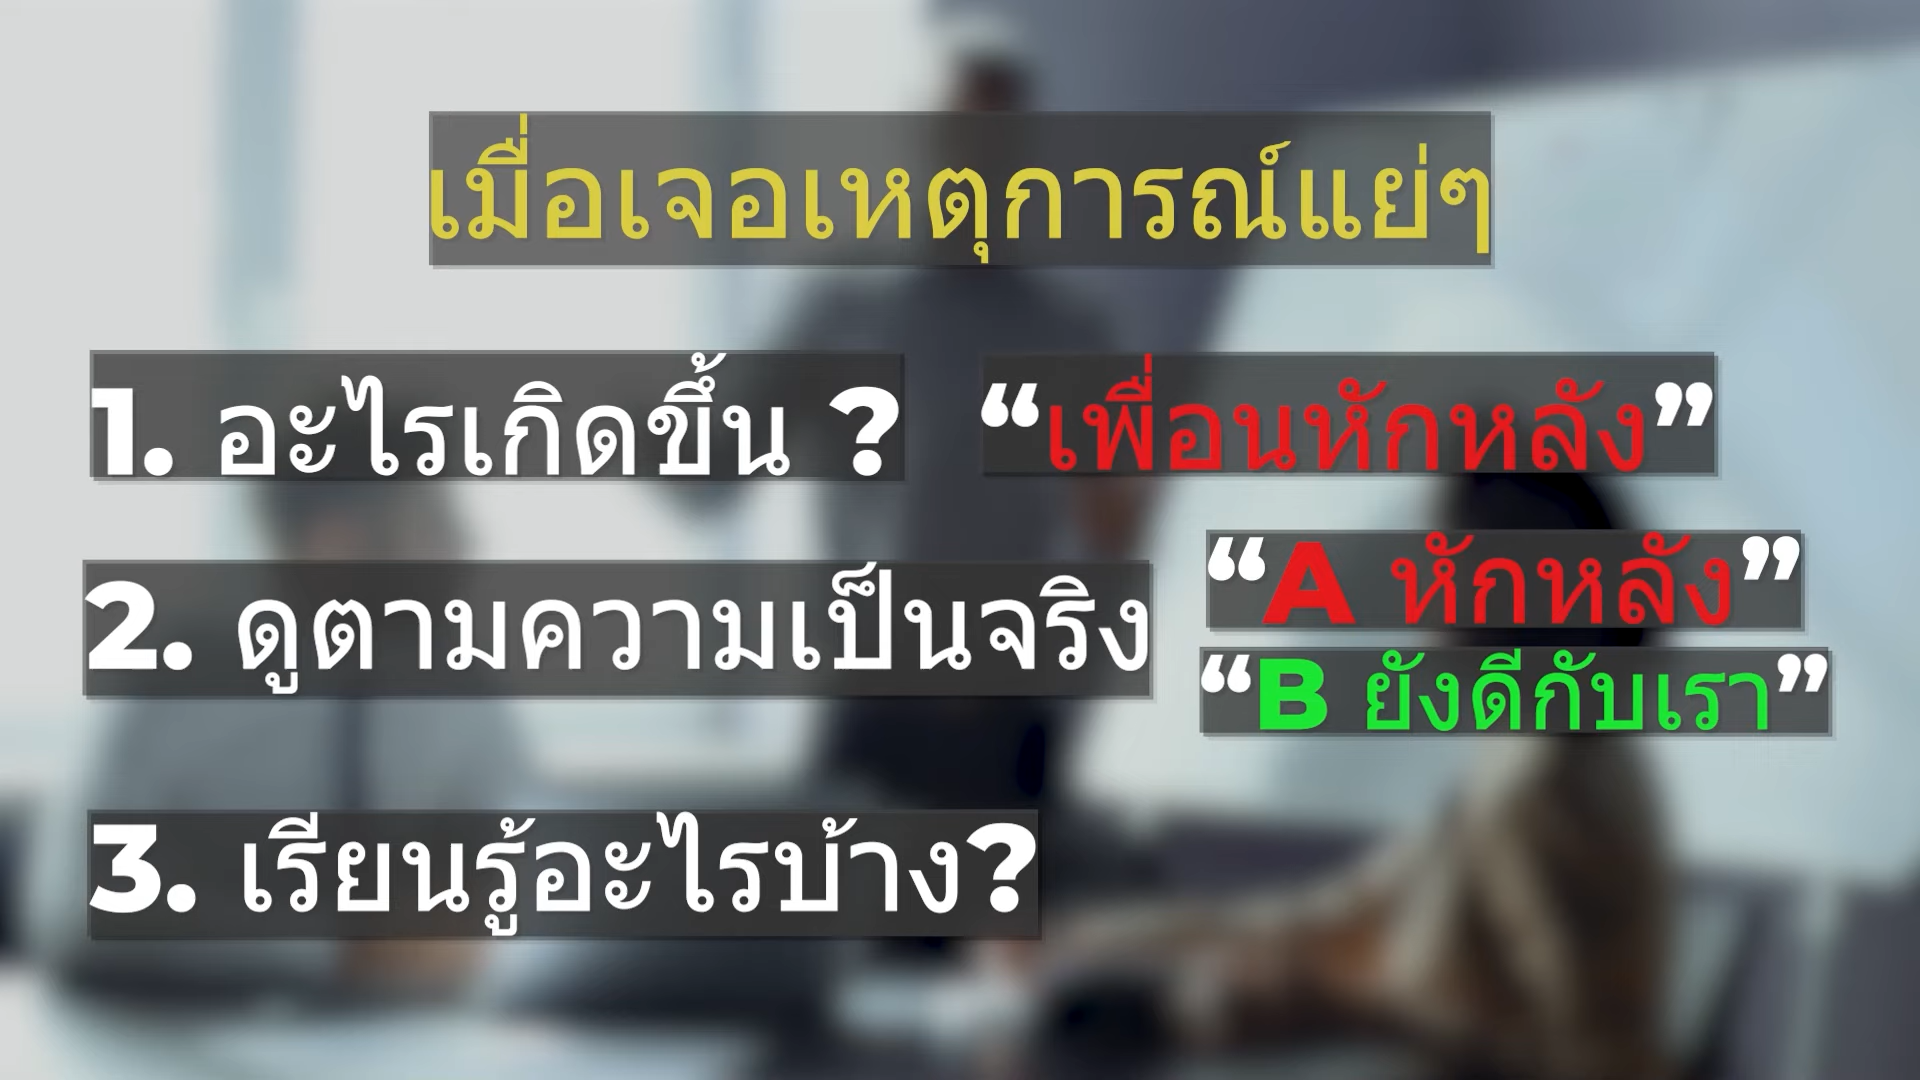 เมื่อเจอเหตุการณ์แย่ๆ
1. อะไรเกิดขึ้น ? “เพื่อนหักหลัง”
2. ดูตามความเป็นจริง “A หักหลัง”
“B ยังดีกับเรา”
3. เรียนรู้อะไรบ้าง?